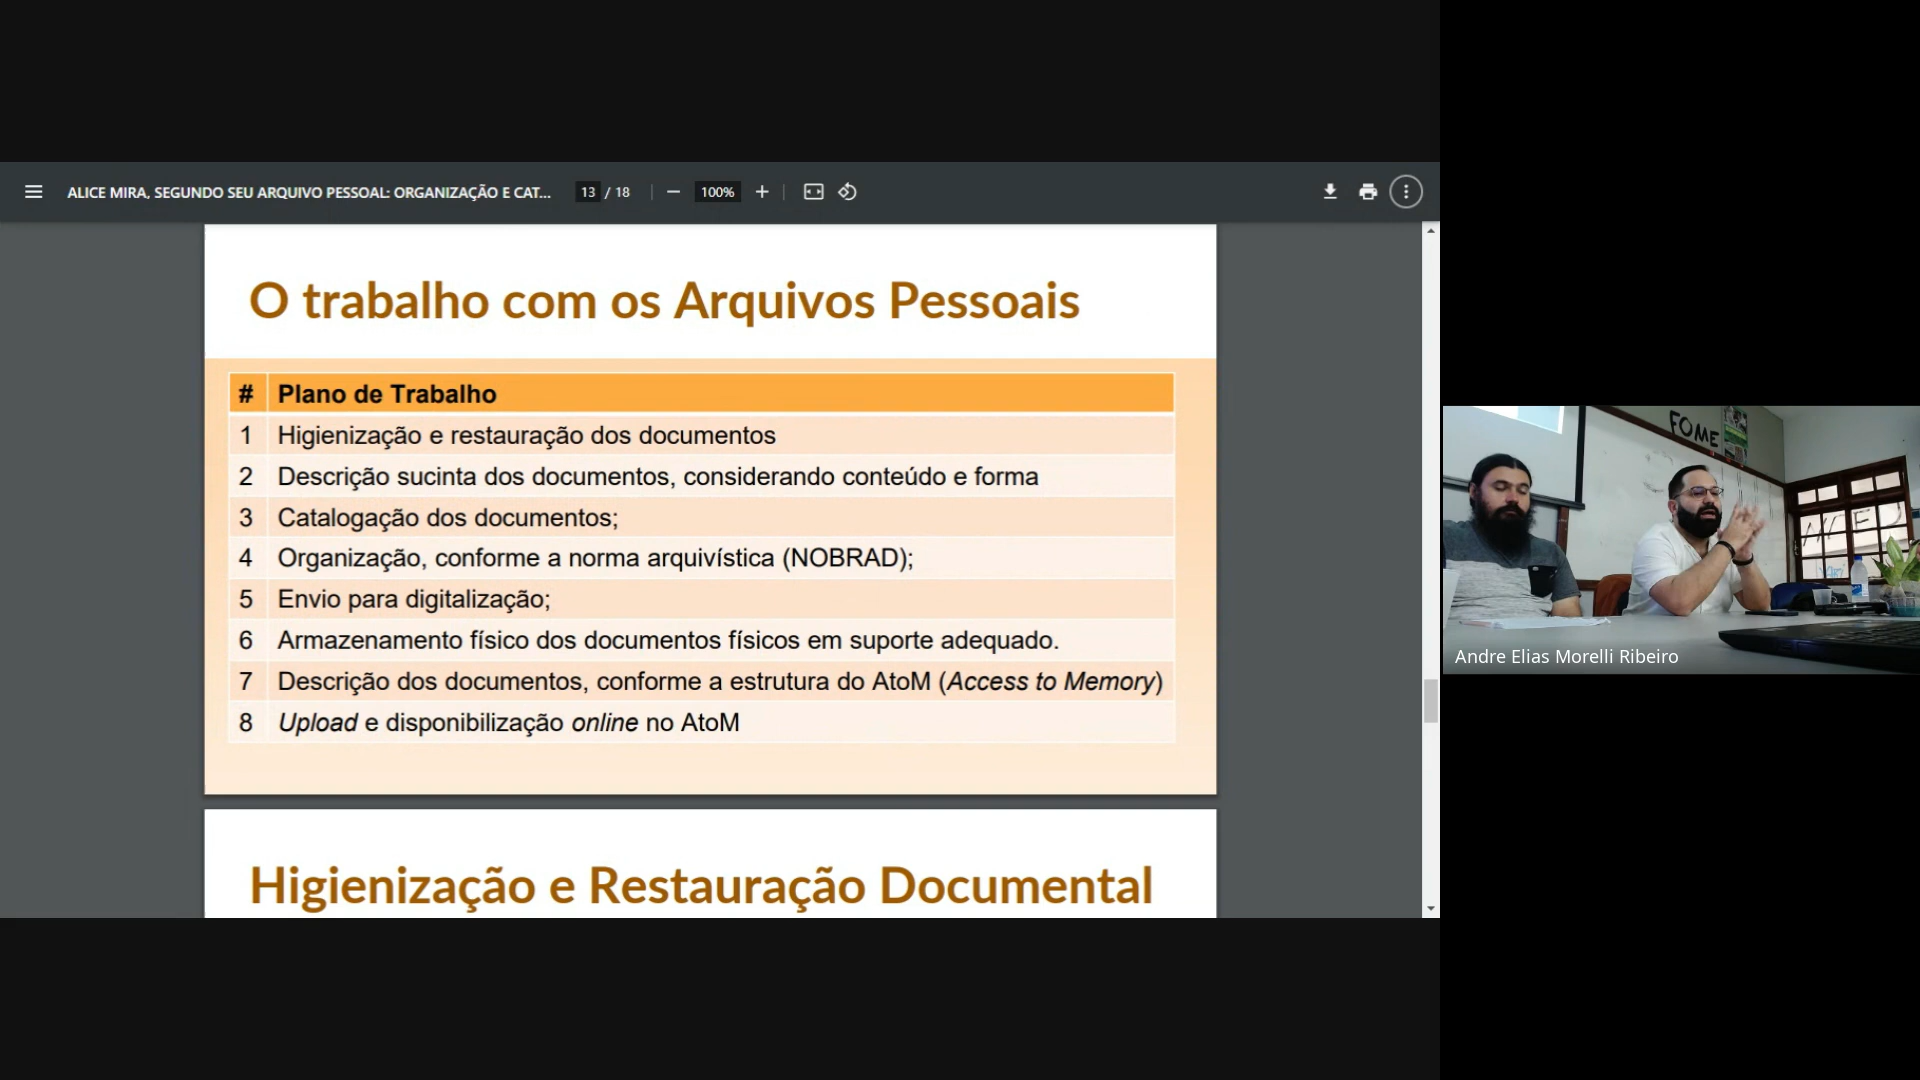 ALICE MIRA, SEGUNDO SEU ARQUIVO PESSOAL: ORGANIZAÇÃO E CAT... 13 / 18 100%
O trabalho com os Arquivos Pessoais
# Plano de Trabalho
1 Higienização e restauração dos documentos
2 Descrição sucinta dos documentos, considerando conteúdo e forma
3 Catalogação dos documentos;
4 Organização, conforme a norma arquivística (NOBRAD);
5 Envio para digitalização;
6 Armazenamento físico dos documentos físicos em suporte adequado.
7 Descrição dos documentos, conforme a estrutura do AtoM (Access to Memory)
8 Upload e disponibilização online no AtoM
Higienização e Restauração Documental
FOME
Andre Elias Morelli Ribeiro